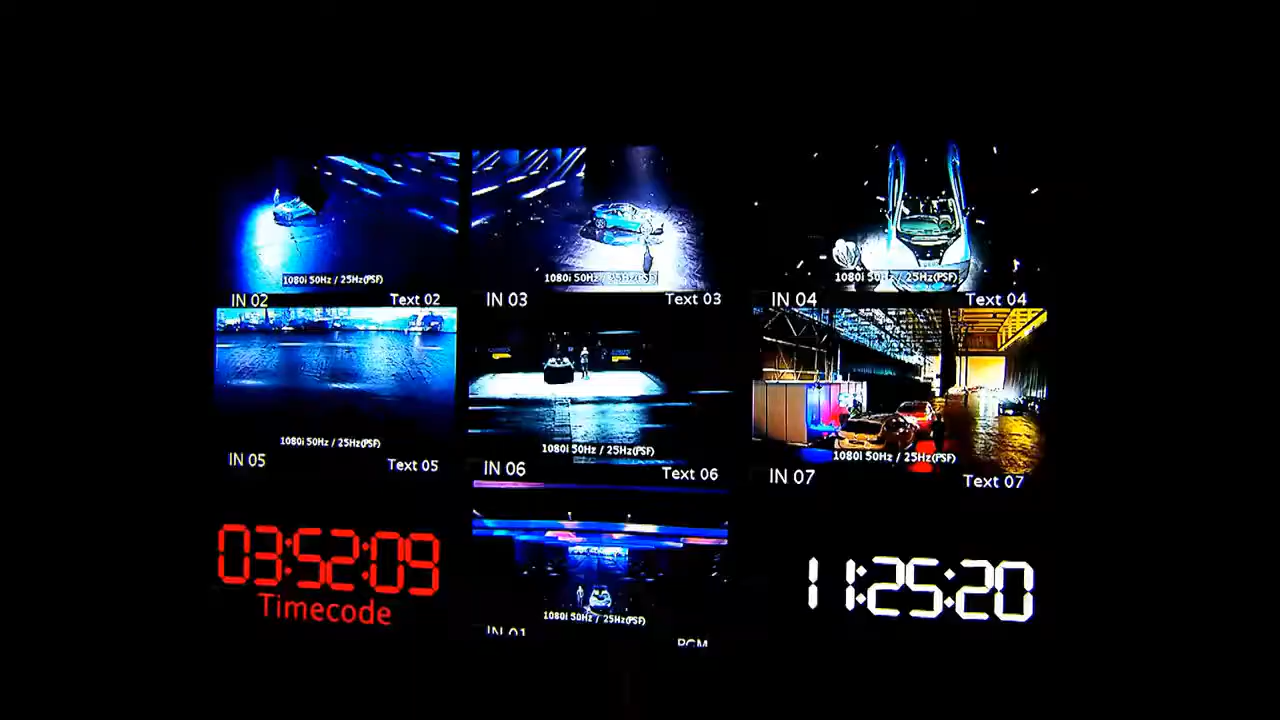 1080i 50Hz / 25Hz(PSF)
1080i 50Hz / 25Hz(PSF)
1080i 50Hz / 25Hz(PSF)
IN 02
Text 02
IN 03
Text 03
IN 04
Text 04
1080i 50Hz / 25Hz(PSF)
1080i 50Hz / 25Hz(PSF)
1080i 50Hz / 25Hz(PSF)
IN 05
Text 05
IN 06
Text 06
IN 07
Text 07
03:52:09
Timecode
1080i 50Hz / 25Hz(PSF)
IN 01
PGM
11:25:20